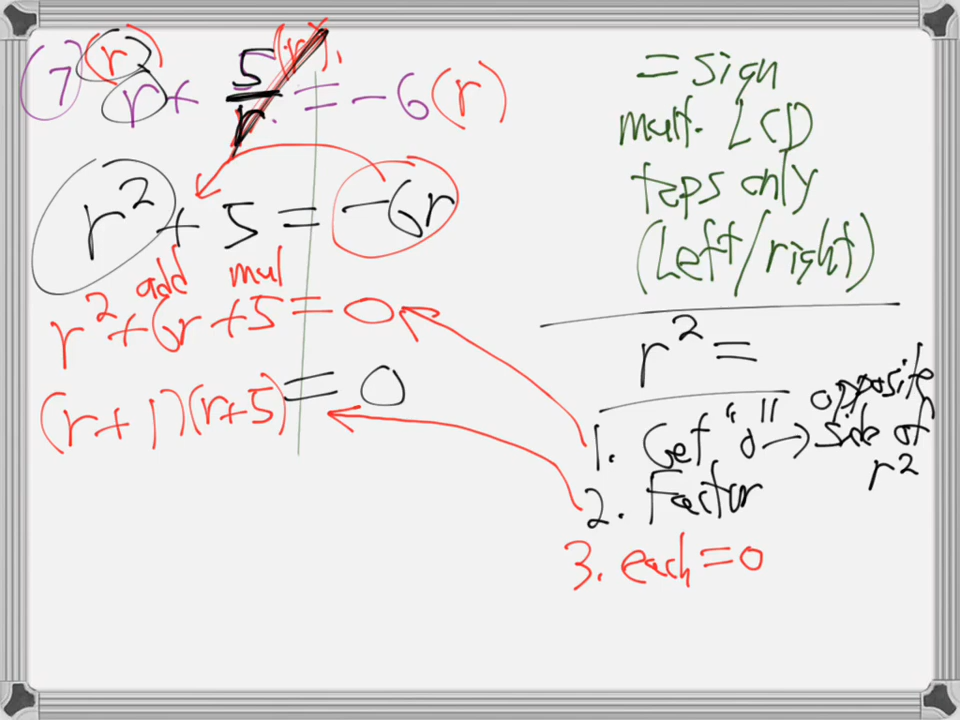 (7) (r) r + 5/r (r) = -6(r)
r² + 5 = -6r
add mul
r² + 6r + 5 = 0
(r + 1)(r + 5) = 0
= sign
mult. LCD
tops only
(Left/right)
r² =
1. Get "0" → opposite side of r²
2. Factor
3. each = 0